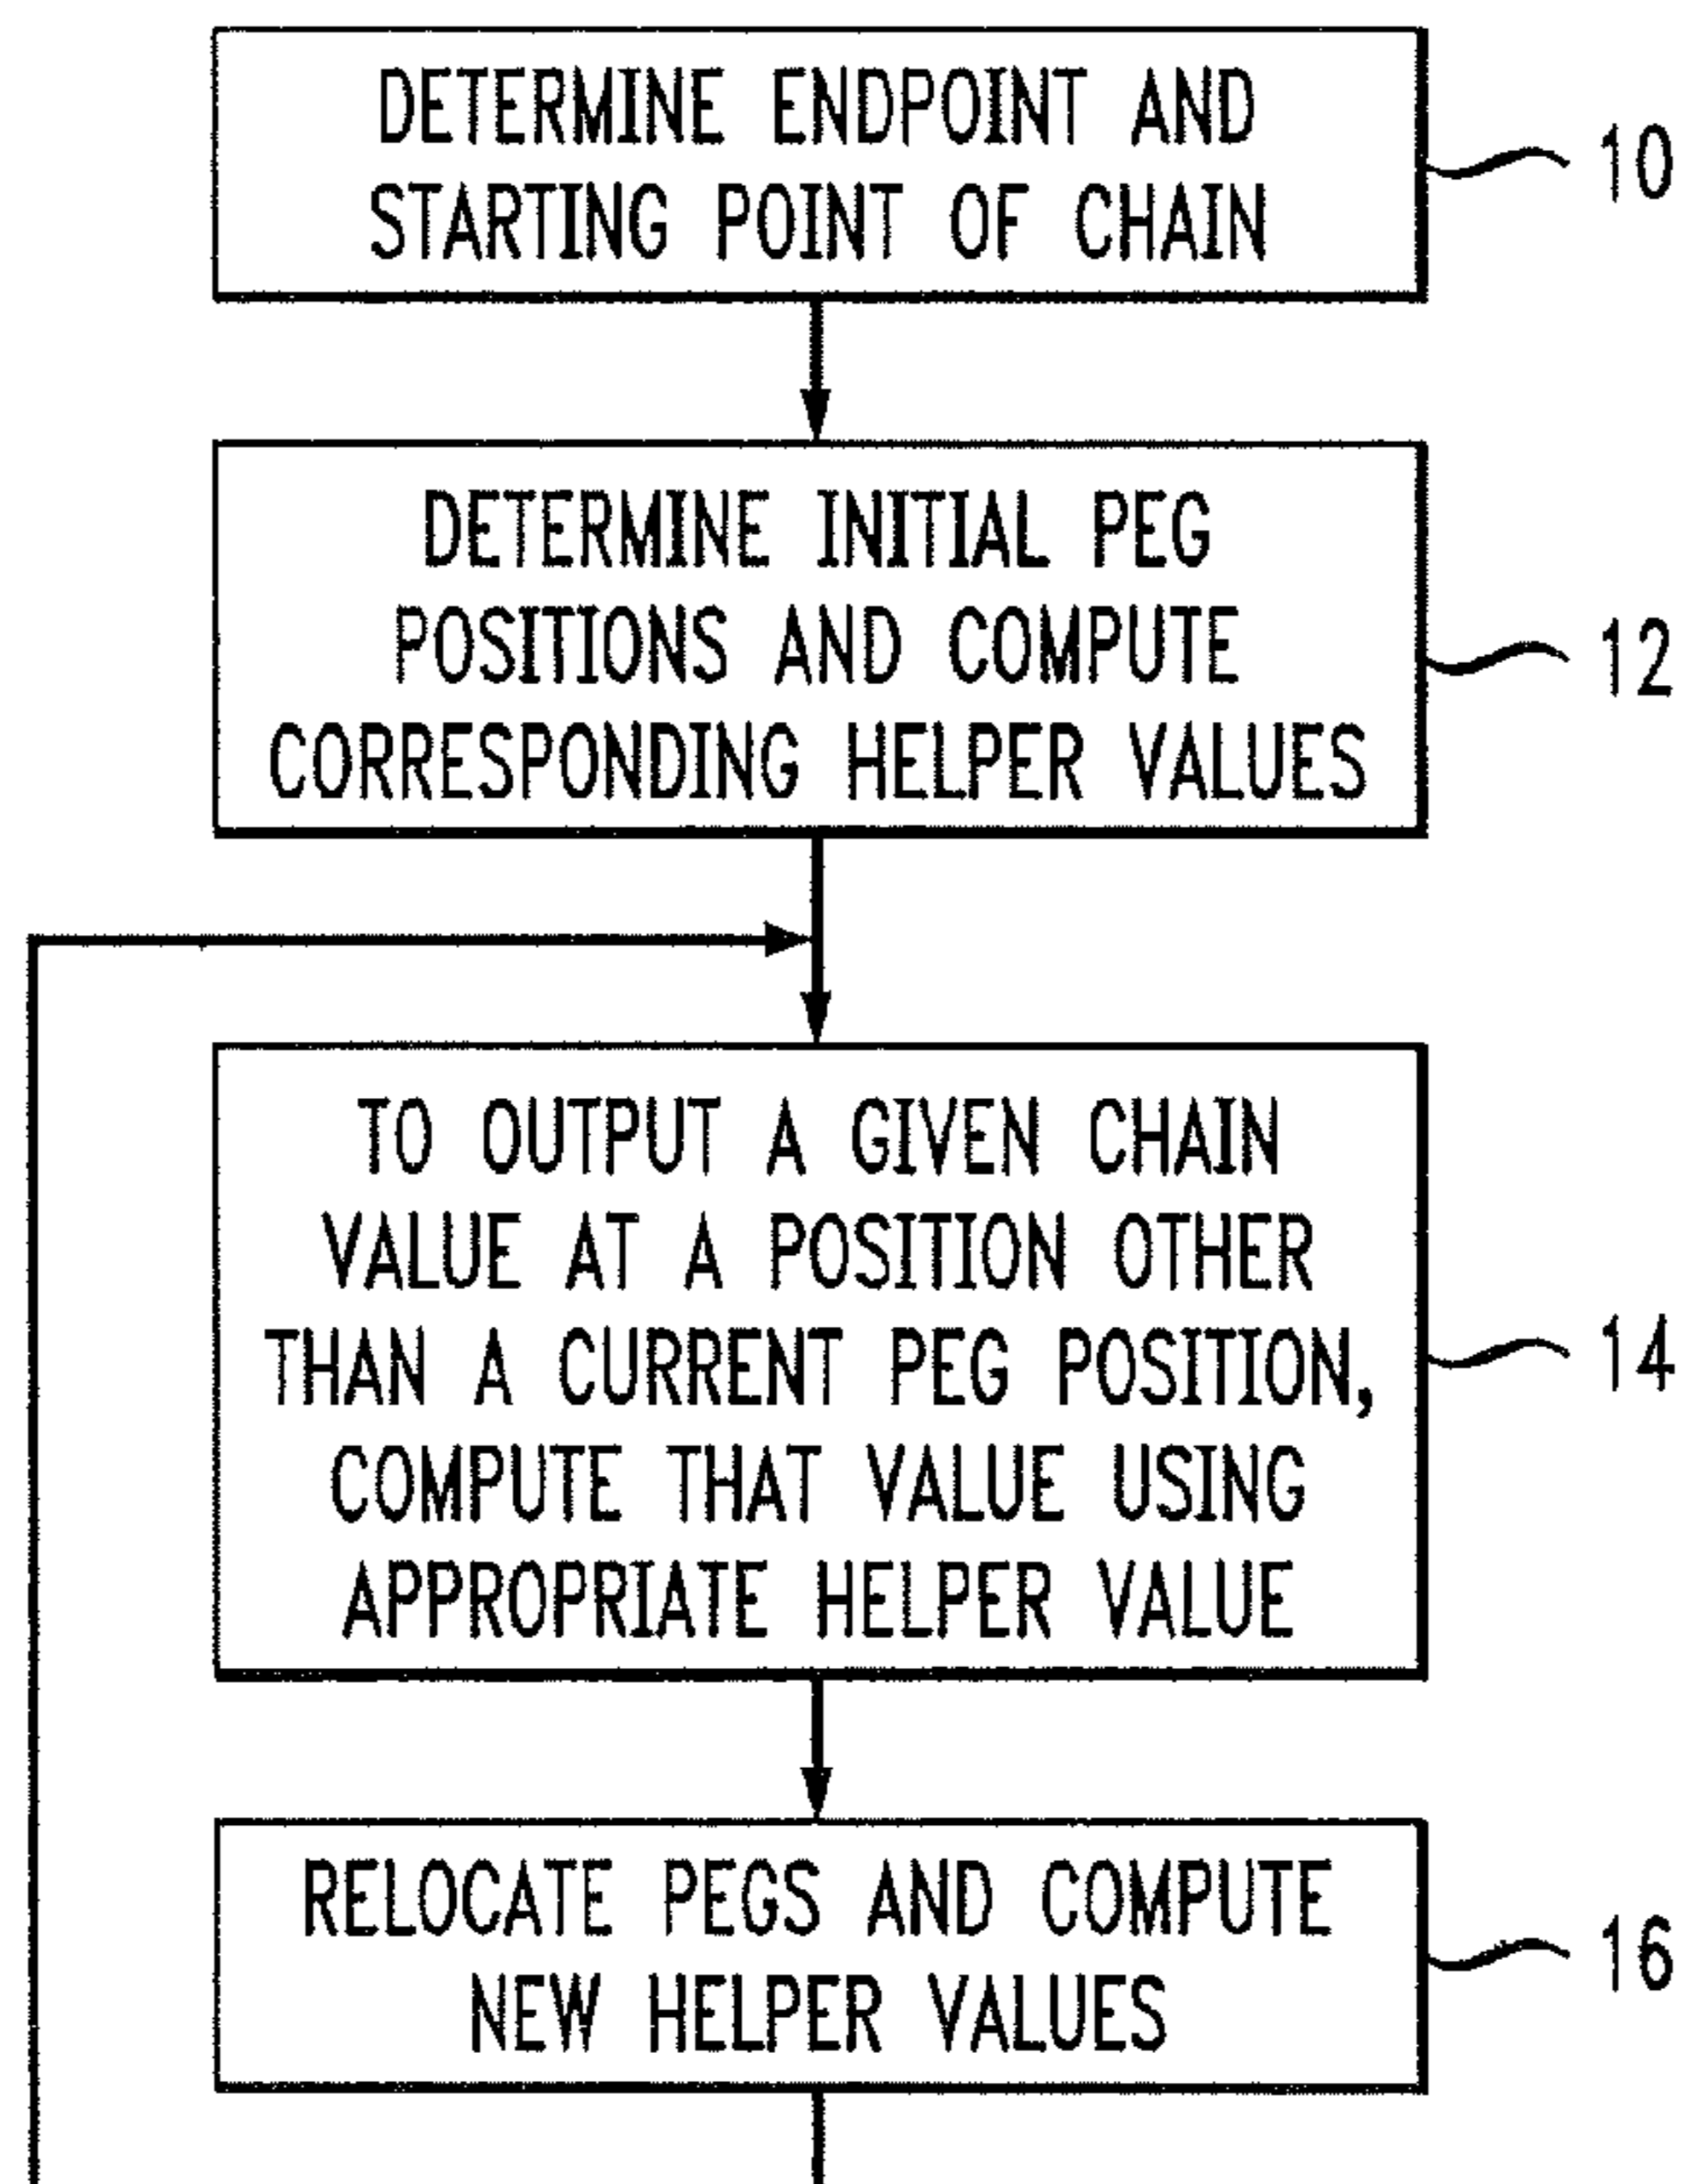 DETERMINE ENDPOINT AND
STARTING POINT OF CHAIN
10
DETERMINE INITIAL PEG
POSITIONS AND COMPUTE
CORRESPONDING HELPER VALUES
12
TO OUTPUT A GIVEN CHAIN
VALUE AT A POSITION OTHER
THAN A CURRENT PEG POSITION,
COMPUTE THAT VALUE USING
APPROPRIATE HELPER VALUE
14
RELOCATE PEGS AND COMPUTE
NEW HELPER VALUES
16